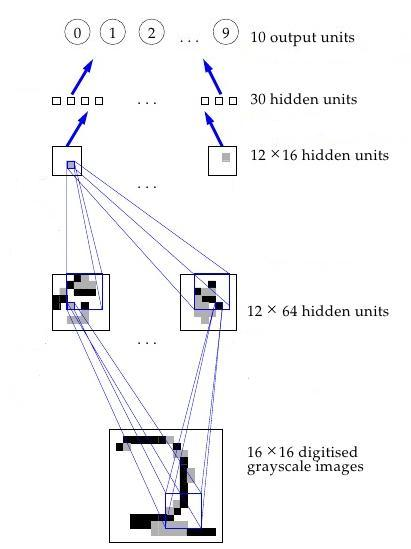 0 1 2 ... 9 10 output units
... 30 hidden units
12 ×16 hidden units
...
12 × 64 hidden units
...
16 ×16 digitised
grayscale images